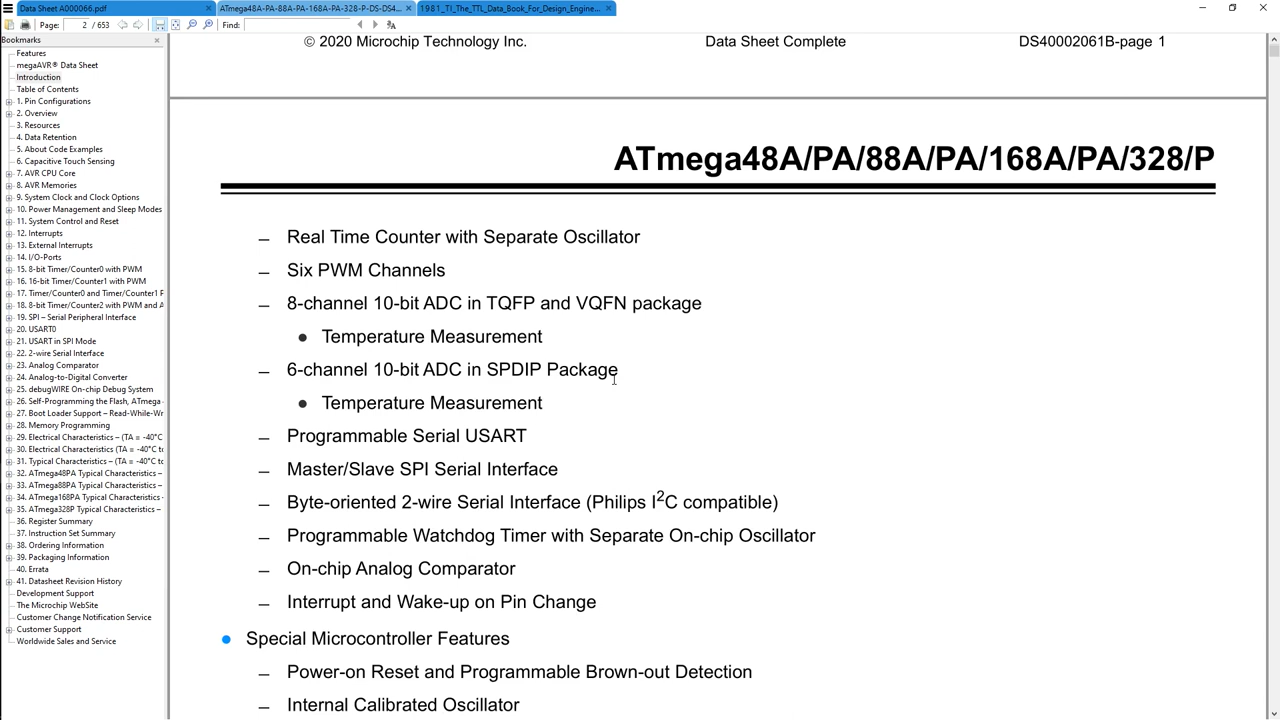 Data Sheet A000066.pdf
ATmega48A-PA-88A-PA-168A-PA-328-P-DS-DS4...
1981_TI_The_TTL_Data_Book_For_Design_Engine...
Page: 2 / 653 Find:
Bookmarks
Features
megaAVR® Data Sheet
Introduction
Table of Contents
1. Pin Configurations
2. Overview
3. Resources
4. Data Retention
5. About Code Examples
6. Capacitive Touch Sensing
7. AVR CPU Core
8. AVR Memories
9. System Clock and Clock Options
10. Power Management and Sleep Modes
11. System Control and Reset
12. Interrupts
13. External Interrupts
14. I/O-Ports
15. 8-bit Timer/Counter0 with PWM
16. 16-bit Timer/Counter1 with PWM
17. Timer/Counter0 and Timer/Counter1 P
18. 8-bit Timer/Counter2 with PWM and A
19. SPI – Serial Peripheral Interface
20. USART0
21. USART in SPI Mode
22. 2-wire Serial Interface
23. Analog Comparator
24. Analog-to-Digital Converter
25. debugWIRE On-chip Debug System
26. Self-Programming the Flash, ATmega
27. Boot Loader Support – Read-While-Wr
28. Memory Programming
29. Electrical Characteristics – (TA = -40°C
30. Electrical Characteristics (TA = -40°C to
31. Typical Characteristics – (TA = -40°C to
32. ATmega48PA Typical Characteristics –
33. ATmega88PA Typical Characteristics –
34. ATmega168PA Typical Characteristics
35. ATmega328P Typical Characteristics –
36. Register Summary
37. Instruction Set Summary
38. Ordering Information
39. Packaging Information
40. Errata
41. Datasheet Revision History
Development Support
The Microchip WebSite
Customer Change Notification Service
Customer Support
Worldwide Sales and Service
© 2020 Microchip Technology Inc. Data Sheet Complete DS40002061B-page 1
ATmega48A/PA/88A/PA/168A/PA/328/P
– Real Time Counter with Separate Oscillator
– Six PWM Channels
– 8-channel 10-bit ADC in TQFP and VQFN package
● Temperature Measurement
– 6-channel 10-bit ADC in SPDIP Package
● Temperature Measurement
– Programmable Serial USART
– Master/Slave SPI Serial Interface
– Byte-oriented 2-wire Serial Interface (Philips I2C compatible)
– Programmable Watchdog Timer with Separate On-chip Oscillator
– On-chip Analog Comparator
– Interrupt and Wake-up on Pin Change
● Special Microcontroller Features
– Power-on Reset and Programmable Brown-out Detection
– Internal Calibrated Oscillator